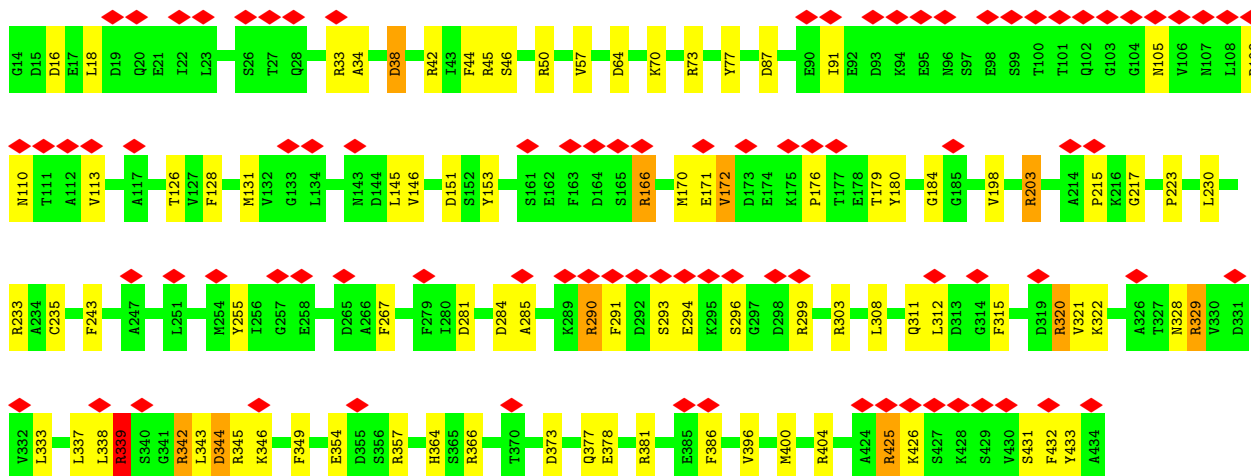 G14 D15 D16 E17 L18 D19 Q20 E21 I22 L23 S26 T27 Q28 R33 A34 D38 R42 I43 F44 R45 S46 R50 V57 D64 K70 R73 Y77 D87 E90 I91 E92 D93 K94 E95 N96 S97 E98 S99 T100 T101 Q102 G103 G104 N105 V106 N107 L108
N110 T111 A112 V113 A117 T126 V127 F128 M131 V132 G133 L134 N143 D144 L145 V146 D151 S152 Y153 S161 E162 F163 D164 S165 R166 M170 E171 V172 D173 E174 K175 P176 T177 E178 T179 Y180 G184 G185 V198 R203 A214 P215 K216 G217 P223 L230
R233 A234 C235 F243 A247 L251 M254 Y255 I256 G257 E258 D265 A266 F267 F279 I280 D281 D284 A285 K289 R290 F291 D292 S293 E294 K295 S296 G297 D298 R299 R303 L308 Q311 L312 D313 G314 F315 D319 R320 V321 K322 A326 T327 N328 R329 V330 D331
V332 L333 L337 L338 R339 S340 G341 R342 L343 D344 R345 K346 F349 E354 D355 S356 R357 H364 S365 R366 T370 D373 Q377 E378 R381 E385 F386 V396 M400 R404 A424 R425 K426 S427 K428 S429 V430 S431 F432 Y433 A434